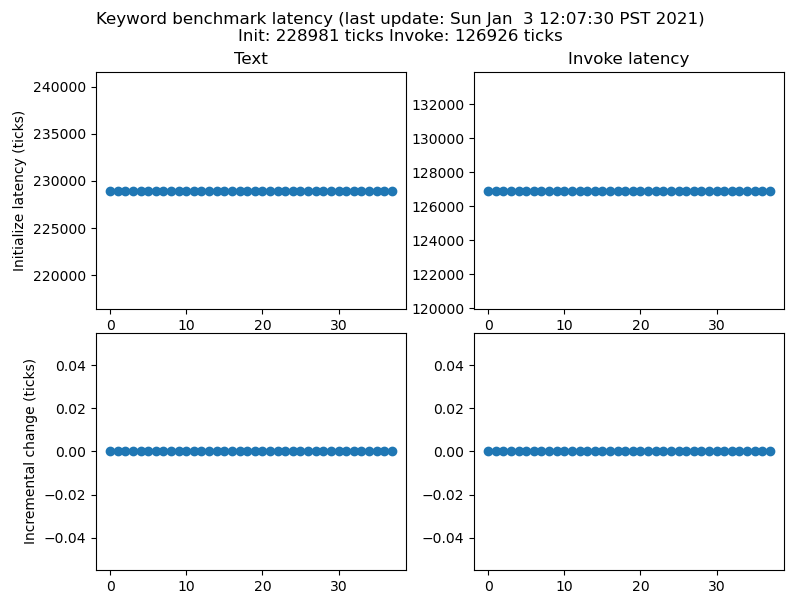 Keyword benchmark latency (last update: Sun Jan  3 12:07:30 PST 2021)
Init: 228981 ticks Invoke: 126926 ticks
Text
Initialize latency (ticks)
240000
235000
230000
225000
220000
0 10 20 30
Invoke latency
132000
130000
128000
126000
124000
122000
120000
0 10 20 30
Incremental change (ticks)
0.04
0.02
0.00
−0.02
−0.04
0 10 20 30
0.04
0.02
0.00
−0.02
−0.04
0 10 20 30